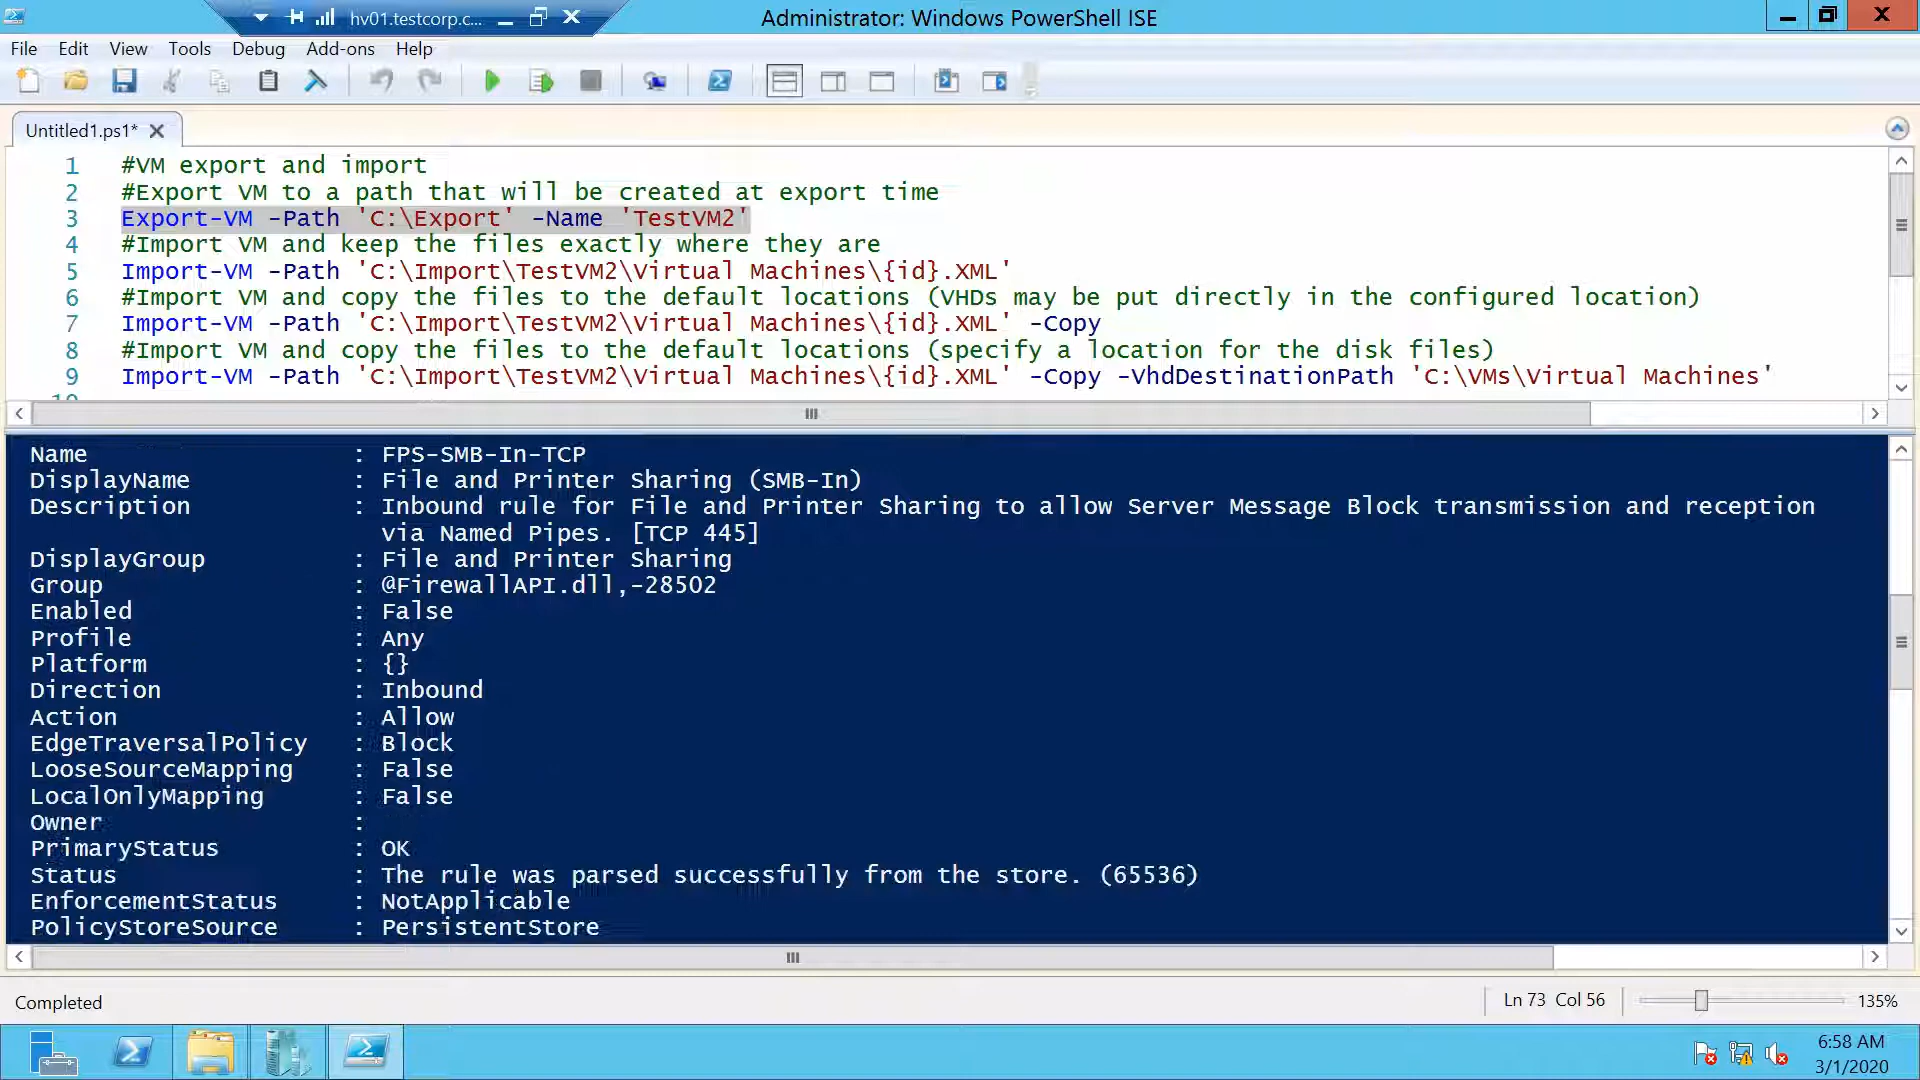 hv01.testcorp.c...
Administrator: Windows PowerShell ISE
File Edit View Tools Debug Add-ons Help
Untitled1.ps1*
1 #VM export and import
2 #Export VM to a path that will be created at export time
3 Export-VM -Path 'C:\Export' -Name 'TestVM2'
4 #Import VM and keep the files exactly where they are
5 Import-VM -Path 'C:\Import\TestVM2\Virtual Machines\{id}.XML'
6 #Import VM and copy the files to the default locations (VHDs may be put directly in the configured location)
7 Import-VM -Path 'C:\Import\TestVM2\Virtual Machines\{id}.XML' -Copy
8 #Import VM and copy the files to the default locations (specify a location for the disk files)
9 Import-VM -Path 'C:\Import\TestVM2\Virtual Machines\{id}.XML' -Copy -VhdDestinationPath 'C:\VMs\Virtual Machines'
10
Name : FPS-SMB-In-TCP
DisplayName : File and Printer Sharing (SMB-In)
Description : Inbound rule for File and Printer Sharing to allow Server Message Block transmission and reception
via Named Pipes. [TCP 445]
DisplayGroup : File and Printer Sharing
Group : @FirewallAPI.dll,-28502
Enabled : False
Profile : Any
Platform : {}
Direction : Inbound
Action : Allow
EdgeTraversalPolicy : Block
LooseSourceMapping : False
LocalOnlyMapping : False
Owner :
PrimaryStatus : OK
Status : The rule was parsed successfully from the store. (65536)
EnforcementStatus : NotApplicable
PolicyStoreSource : PersistentStore
Completed
Ln 73 Col 56
135%
6:58 AM
3/1/2020